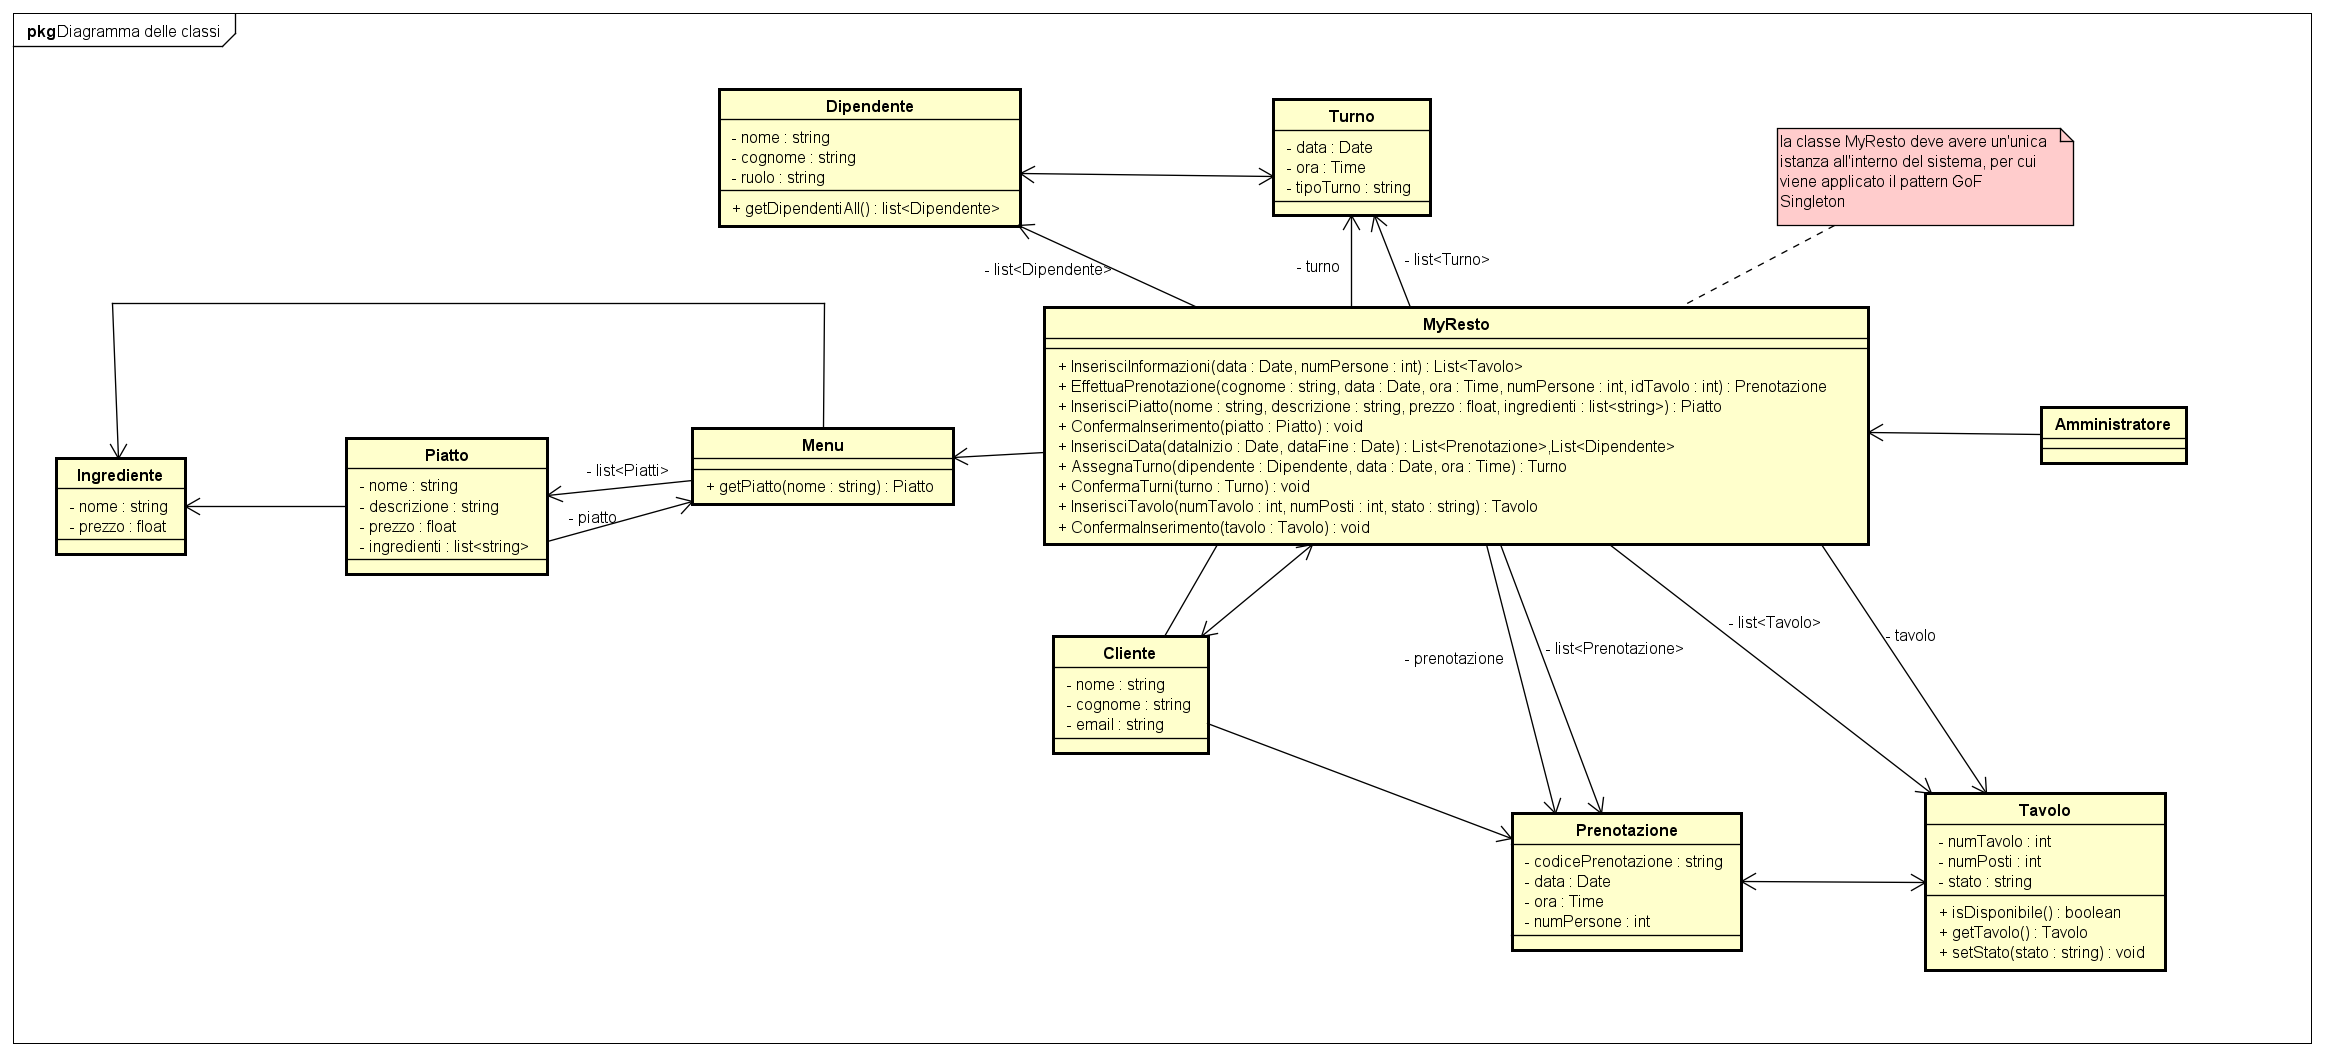 pkgDiagramma delle classi
Dipendente
- nome : string
- cognome : string
- ruolo : string
+ getDipendentiAll() : list<Dipendente>
Turno
- data : Date
- ora : Time
- tipoTurno : string
la classe MyResto deve avere un'unica
istanza all'interno del sistema, per cui
viene applicato il pattern GoF
Singleton
- list<Dipendente>
- turno
- list<Turno>
MyResto
+ InserisciInformazioni(data : Date, numPersone : int) : List<Tavolo>
+ EffettuaPrenotazione(cognome : string, data : Date, ora : Time, numPersone : int, idTavolo : int) : Prenotazione
+ InserisciPiatto(nome : string, descrizione : string, prezzo : float, ingredienti : list<string>) : Piatto
+ ConfermaInserimento(piatto : Piatto) : void
+ InserisciData(dataInizio : Date, dataFine : Date) : List<Prenotazione>,List<Dipendente>
+ AssegnaTurno(dipendente : Dipendente, data : Date, ora : Time) : Turno
+ ConfermaTurni(turno : Turno) : void
+ InserisciTavolo(numTavolo : int, numPosti : int, stato : string) : Tavolo
+ ConfermaInserimento(tavolo : Tavolo) : void
Amministratore
Menu
+ getPiatto(nome : string) : Piatto
- list<Piatti>
- piatto
Piatto
- nome : string
- descrizione : string
- prezzo : float
- ingredienti : list<string>
Ingrediente
- nome : string
- prezzo : float
Cliente
- nome : string
- cognome : string
- email : string
- prenotazione
- list<Prenotazione>
- list<Tavolo>
- tavolo
Prenotazione
- codicePrenotazione : string
- data : Date
- ora : Time
- numPersone : int
Tavolo
- numTavolo : int
- numPosti : int
- stato : string
+ isDisponibile() : boolean
+ getTavolo() : Tavolo
+ setStato(stato : string) : void